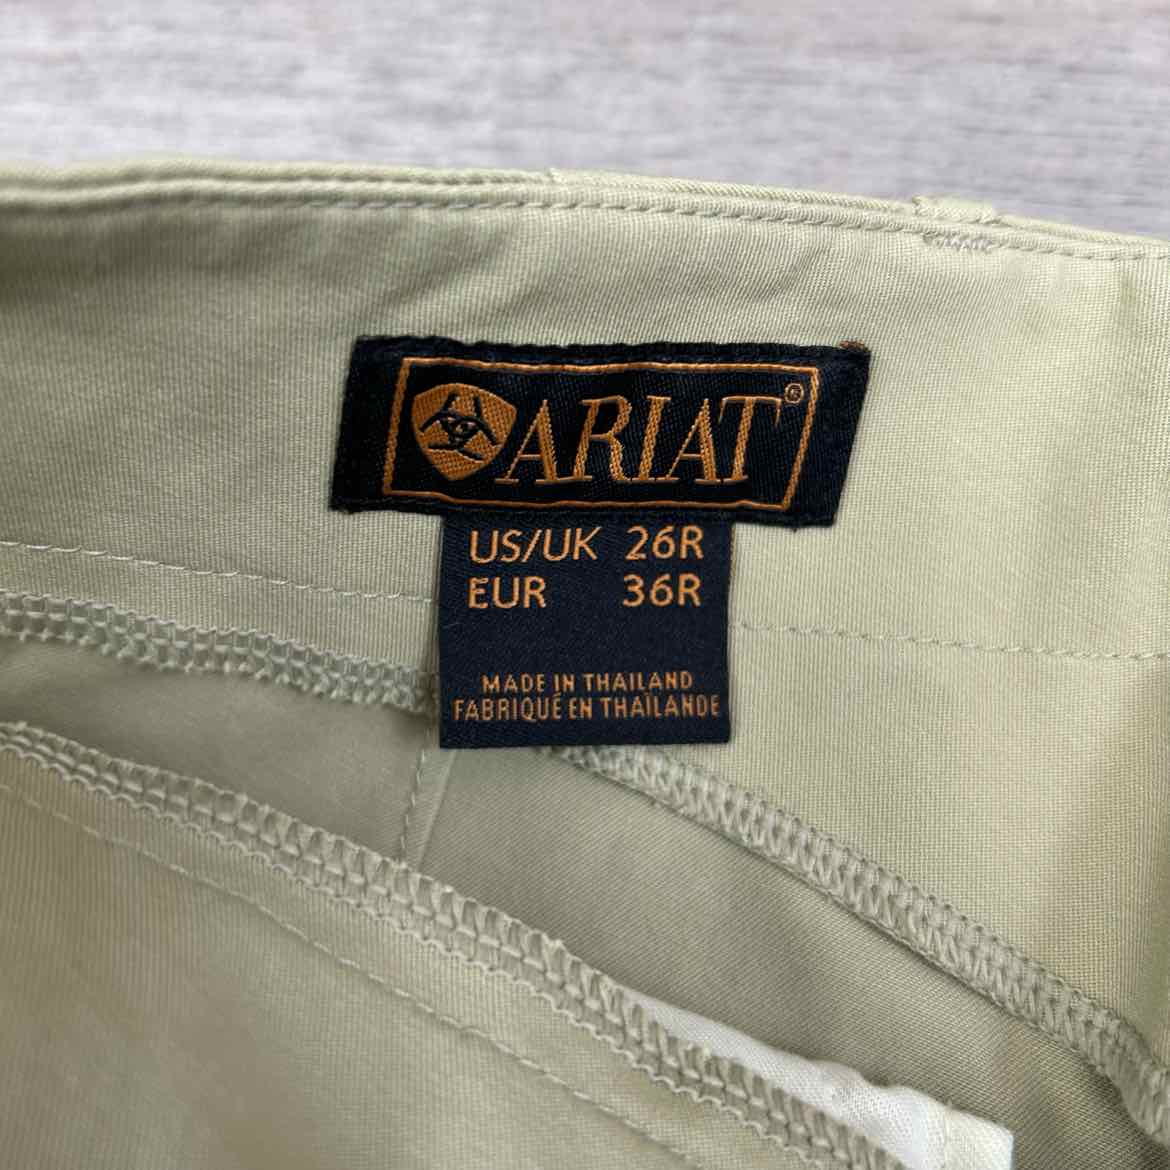 ARIAT®
US/UK 26R
EUR 36R
MADE IN THAILAND
FABRIQUÉ EN THAÏLANDE